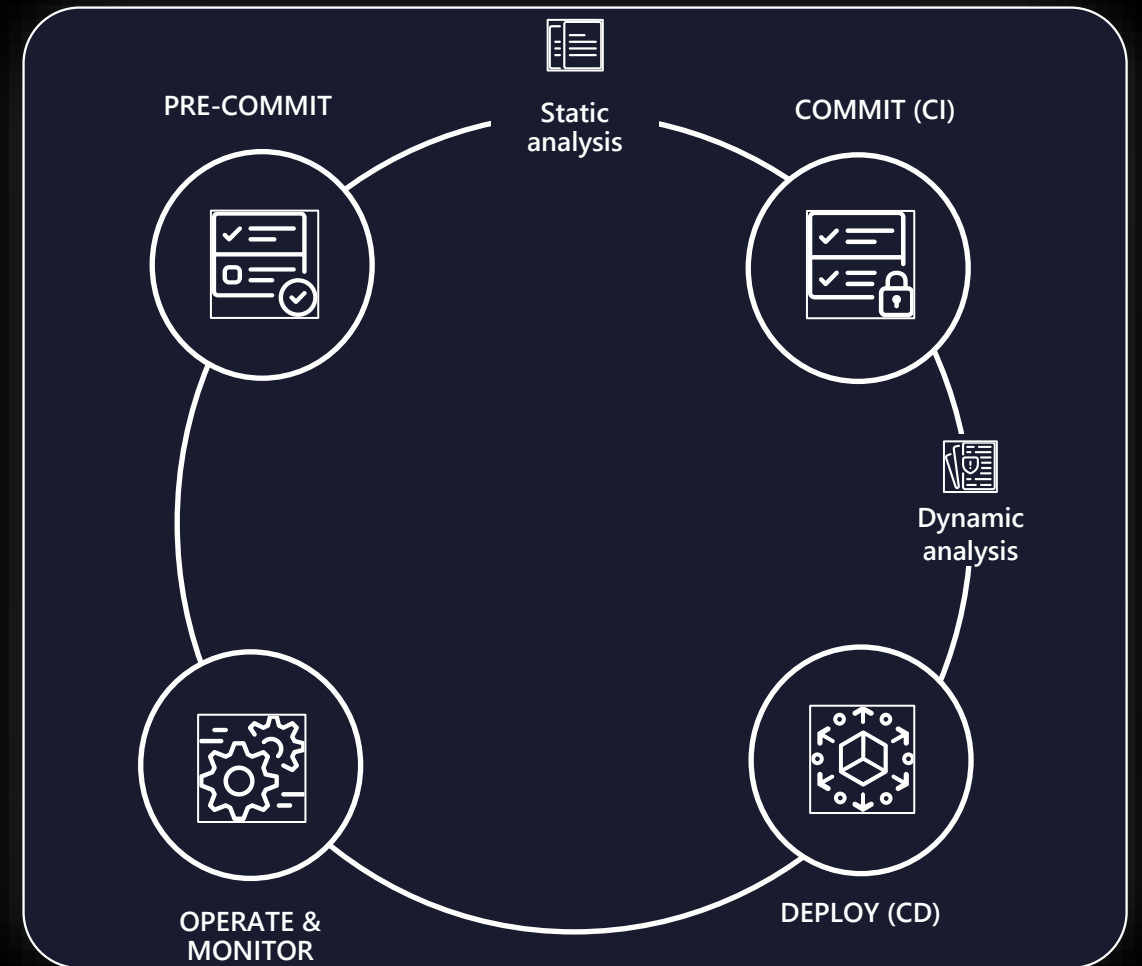 PRE-COMMIT
Static
analysis
COMMIT (CI)
Dynamic
analysis
OPERATE &
MONITOR
DEPLOY (CD)